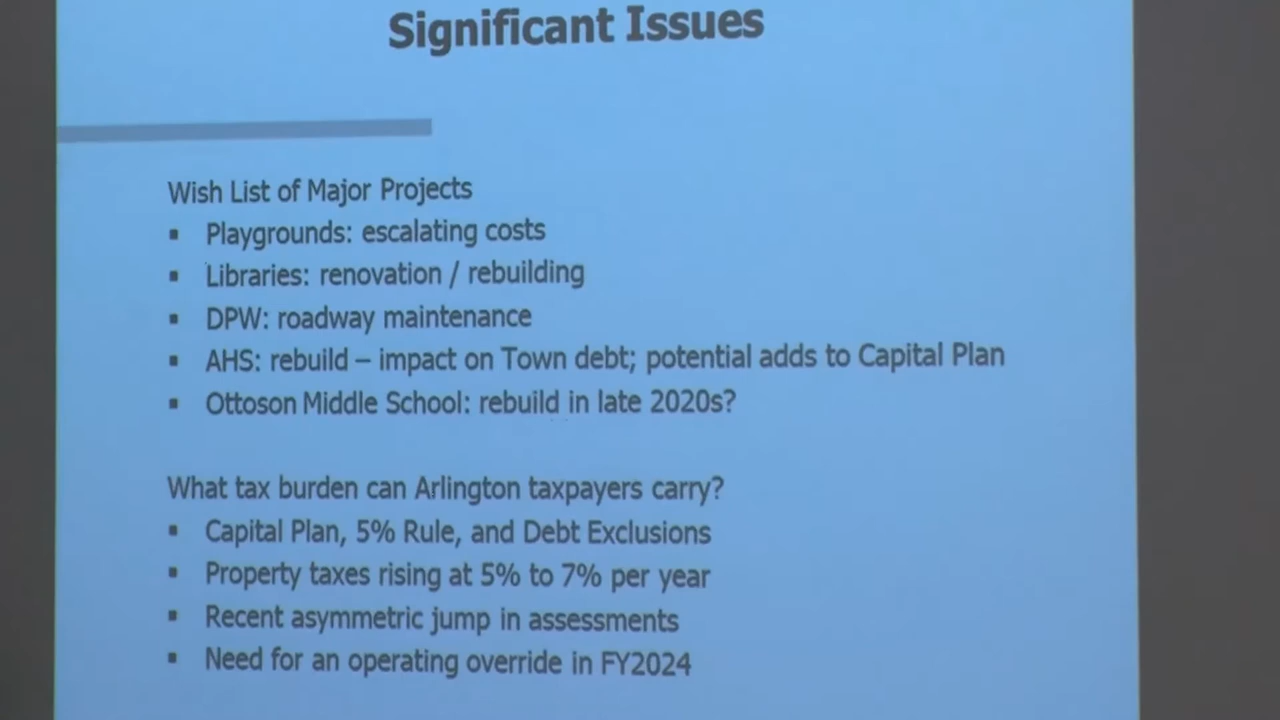 Significant Issues
Wish List of Major Projects
▪ Playgrounds: escalating costs
▪ Libraries: renovation / rebuilding
▪ DPW: roadway maintenance
▪ AHS: rebuild – impact on Town debt; potential adds to Capital Plan
▪ Ottoson Middle School: rebuild in late 2020s?
What tax burden can Arlington taxpayers carry?
▪ Capital Plan, 5% Rule, and Debt Exclusions
▪ Property taxes rising at 5% to 7% per year
▪ Recent asymmetric jump in assessments
▪ Need for an operating override in FY2024